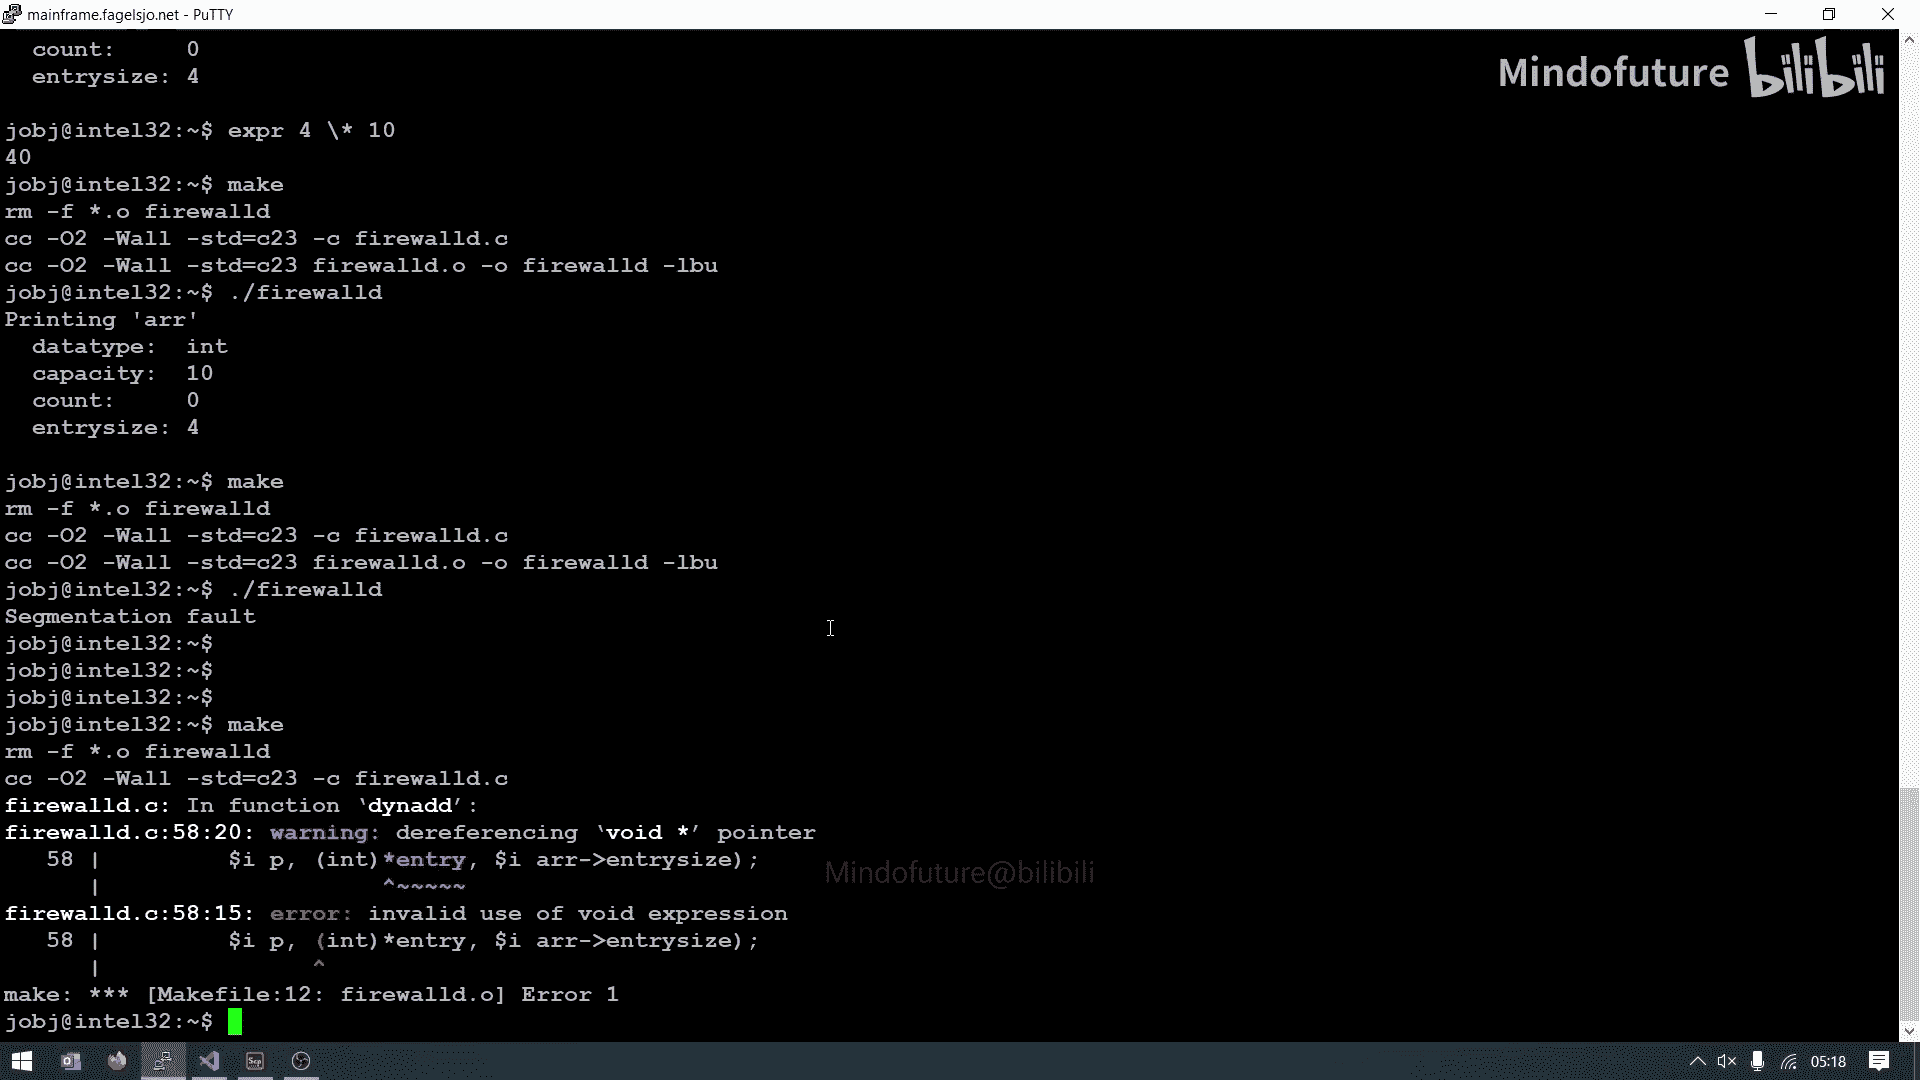 mainframe.fagelsjo.net - PuTTY
  count:      0
  entrysize: 4
Mindofuture bilibili
jobj@intel32:~$ expr 4 \* 10
40
jobj@intel32:~$ make
rm -f *.o firewalld
cc -O2 -Wall -std=c23 -c firewalld.c
cc -O2 -Wall -std=c23 firewalld.o -o firewalld -lbu
jobj@intel32:~$ ./firewalld
Printing 'arr'
  datatype:  int
  capacity:  10
  count:      0
  entrysize: 4
jobj@intel32:~$ make
rm -f *.o firewalld
cc -O2 -Wall -std=c23 -c firewalld.c
cc -O2 -Wall -std=c23 firewalld.o -o firewalld -lbu
jobj@intel32:~$ ./firewalld
Segmentation fault
jobj@intel32:~$
jobj@intel32:~$
jobj@intel32:~$
jobj@intel32:~$ make
rm -f *.o firewalld
cc -O2 -Wall -std=c23 -c firewalld.c
firewalld.c: In function ‘dynadd’:
firewalld.c:58:20: warning: dereferencing ‘void *’ pointer
   58 |          $i p, (int)*entry, $i arr->entrysize);
      |                     ^~~~~~
Mindofuture@bilibili
firewalld.c:58:15: error: invalid use of void expression
   58 |          $i p, (int)*entry, $i arr->entrysize);
      |                ^
make: *** [Makefile:12: firewalld.o] Error 1
jobj@intel32:~$
05:18